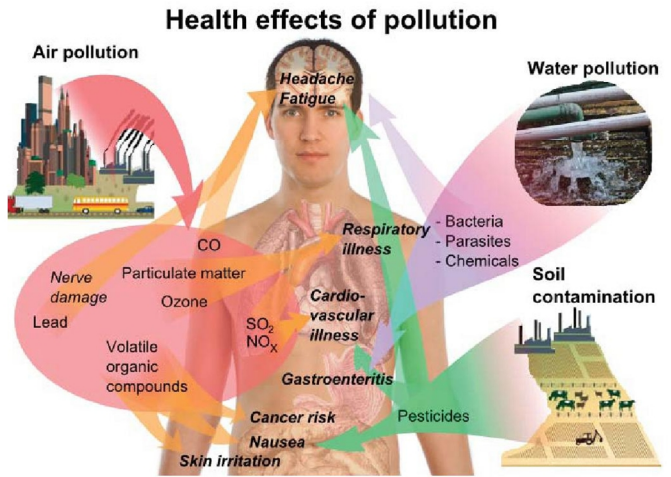 Health effects of pollution
Air pollution
Water pollution
Headache
Fatigue
CO
Particulate matter
Nerve
damage
Ozone
Lead
SO2
NOX
Volatile
organic
compounds
Respiratory
illness
Cardio-
vascular
illness
Gastroenteritis
Cancer risk
Nausea
Skin irritation
- Bacteria
- Parasites
- Chemicals
Soil
contamination
Pesticides